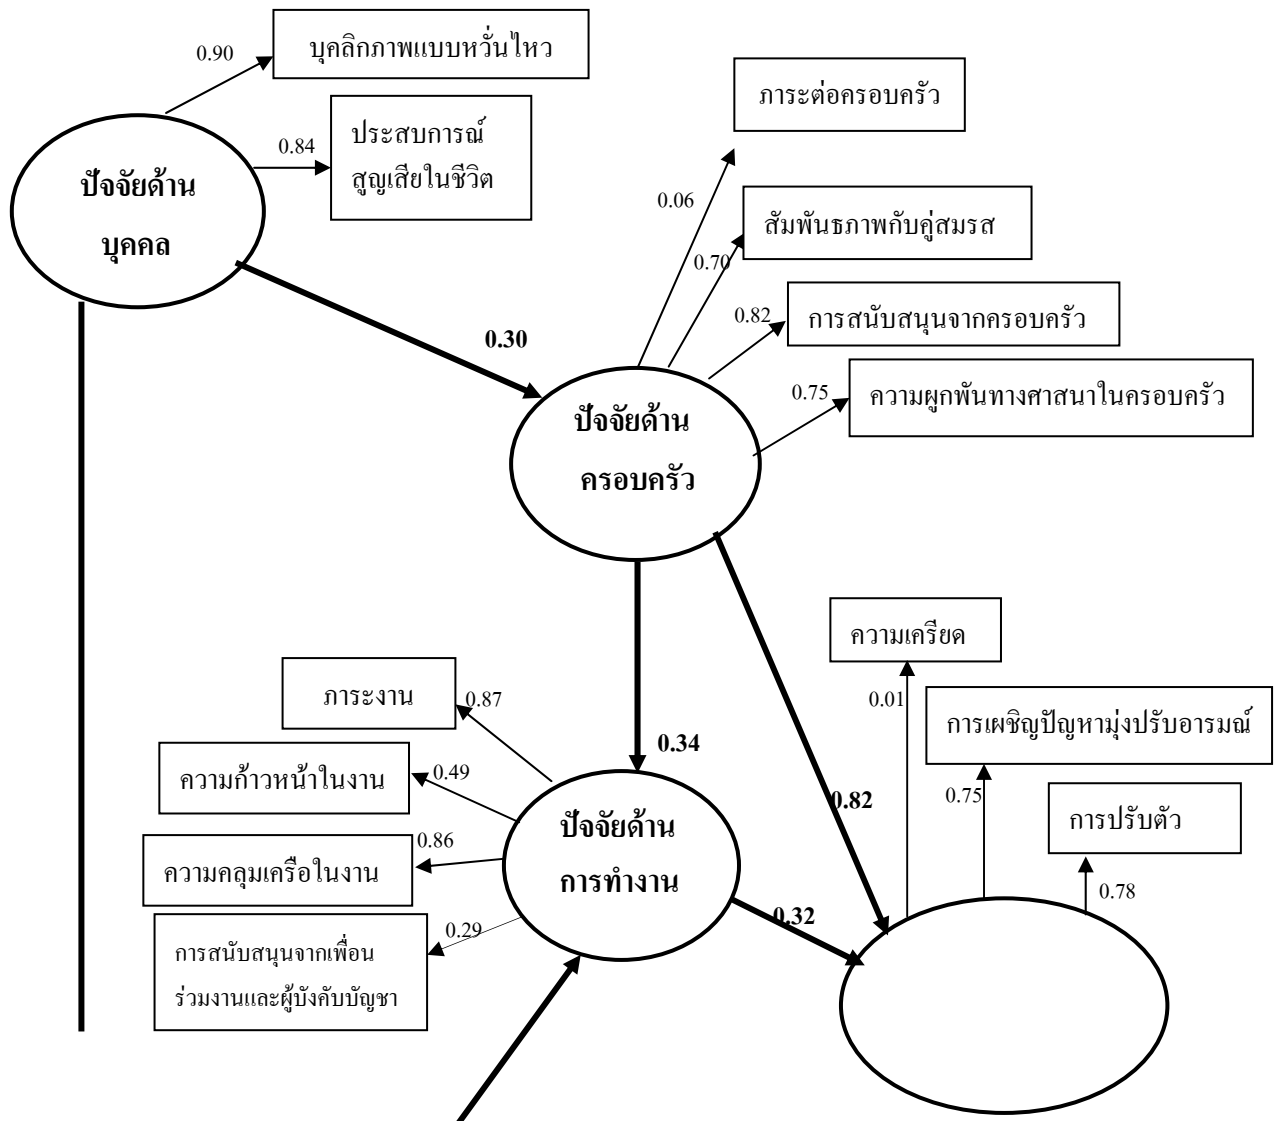 0.90
บุคลิกภาพแบบหวั่นไหว
ภาระต่อครอบครัว
0.84
ประสบการณ์
สูญเสียในชีวิต
ปัจจัยด้าน
บุคคล
0.06
สัมพันธภาพกับคู่สมรส
0.70
0.82
การสนับสนุนจากครอบครัว
0.30
0.75
ความผูกพันทางศาสนาในครอบครัว
ปัจจัยด้าน
ครอบครัว
ความเครียด
ภาระงาน
0.87
0.01
การเผชิญปัญหามุ่งปรับอารมณ์
0.34
ความก้าวหน้าในงาน
0.49
0.82
0.75
การปรับตัว
ปัจจัยด้าน
การทำงาน
0.86
ความคลุมเครือในงาน
0.78
0.32
0.29
การสนับสนุนจากเพื่อน
ร่วมงานและผู้บังคับบัญชา